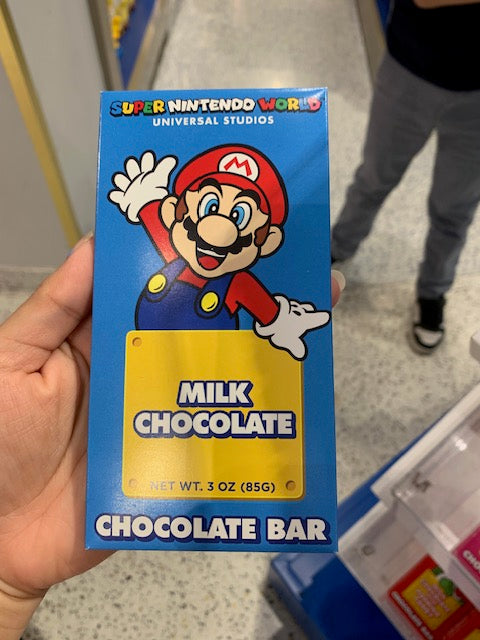 SUPER NINTENDO WORLD
UNIVERSAL STUDIOS
M
MILK
CHOCOLATE
NET WT. 3 OZ (85G)
CHOCOLATE BAR